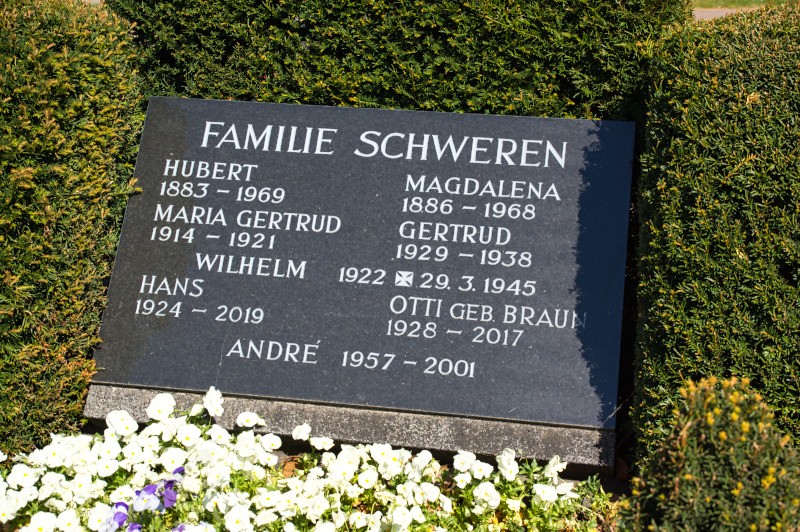 FAMILIE SCHWEREN
HUBERT
1883 – 1969
MAGDALENA
1886 – 1968
MARIA GERTRUD
1914 – 1921
GERTRUD
1929 – 1938
WILHELM 1922 ✠ 29. 3. 1945
HANS
1924 – 2019
OTTI GEB. BRAUN
1928 – 2017
ANDRÉ 1957 – 2001